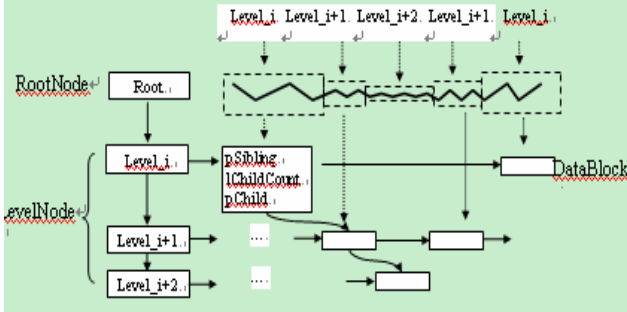 Level_i. Level_i+1. Level_i+2. Level_i+1. Level_i.
RootNode
Root.
Level_i.
pSibling.
lChildCount.
pChild.
DataBlock
LevelNode
Level_i+1.
....
Level_i+2.
....